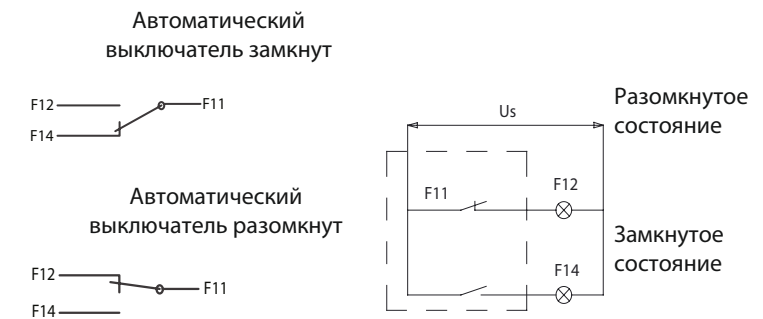 Автоматический
выключатель замкнут
F12
F11
F14
Автоматический
выключатель разомкнут
F12
F11
F14
Us
Разомкнутое
состояние
F11
F12
Замкнутое
состояние
F14